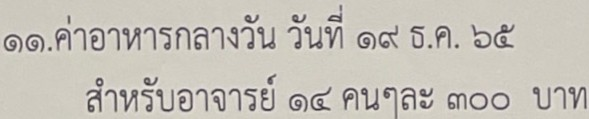 ๑๑.ค่าอาหารกลางวัน วันที่ ๑๙ ธ.ค. ๖๕
สำหรับอาจารย์ ๑๔ คนๆละ ๓๐๐ บาท